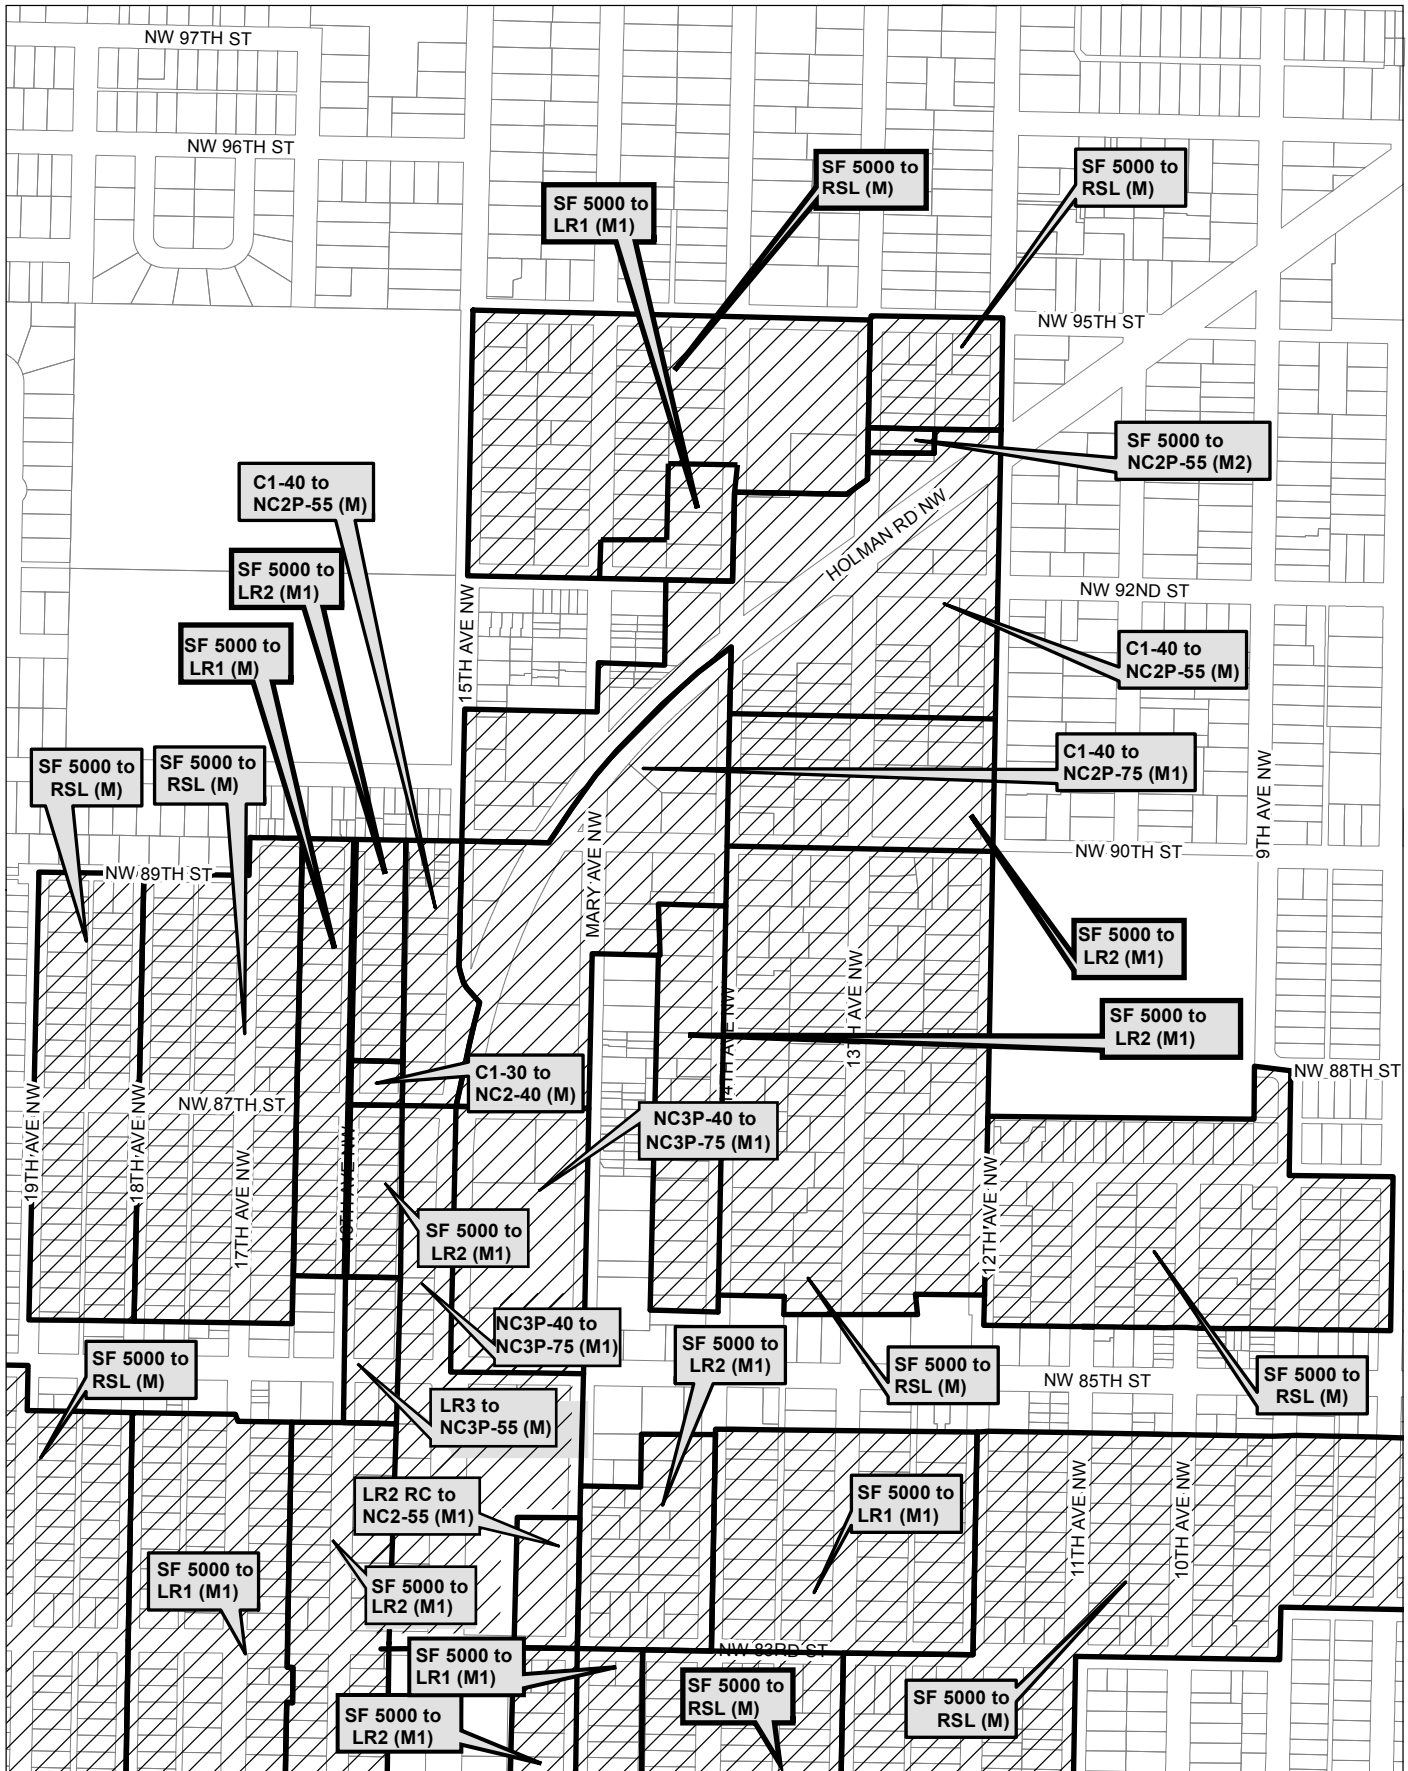 NW 97TH ST
NW 96TH ST
SF 5000 to
RSL (M)
SF 5000 to
RSL (M)
SF 5000 to
LR1 (M1)
NW 95TH ST
SF 5000 to
NC2P-55 (M2)
C1-40 to
NC2P-55 (M)
HOLMAN RD NW
SF 5000 to
LR2 (M1)
NW 92ND ST
15TH AVE NW
SF 5000 to
LR1 (M)
C1-40 to
NC2P-55 (M)
C1-40 to
NC2P-75 (M1)
SF 5000 to
RSL (M)
SF 5000 to
RSL (M)
9TH AVE NW
MARY AVE NW
NW 90TH ST
NW 89TH ST
SF 5000 to
LR2 (M1)
13TH AVE NW
14TH AVE NW
SF 5000 to
LR2 (M1)
C1-30 to
NC2-40 (M)
NW 88TH ST
NW 87TH ST
NC3P-40 to
NC3P-75 (M1)
19TH AVE NW
18TH AVE NW
17TH AVE NW
16TH AVE NW
12TH AVE NW
SF 5000 to
LR2 (M1)
NC3P-40 to
NC3P-75 (M1)
SF 5000 to
RSL (M)
SF 5000 to
LR2 (M1)
SF 5000 to
RSL (M)
NW 85TH ST
SF 5000 to
RSL (M)
LR3 to
NC3P-55 (M)
LR2 RC to
NC2-55 (M1)
SF 5000 to
LR1 (M1)
11TH AVE NW
10TH AVE NW
SF 5000 to
LR1 (M1)
SF 5000 to
LR2 (M1)
NW 83RD ST
SF 5000 to
LR1 (M1)
SF 5000 to
RSL (M)
SF 5000 to
RSL (M)
SF 5000 to
LR2 (M1)